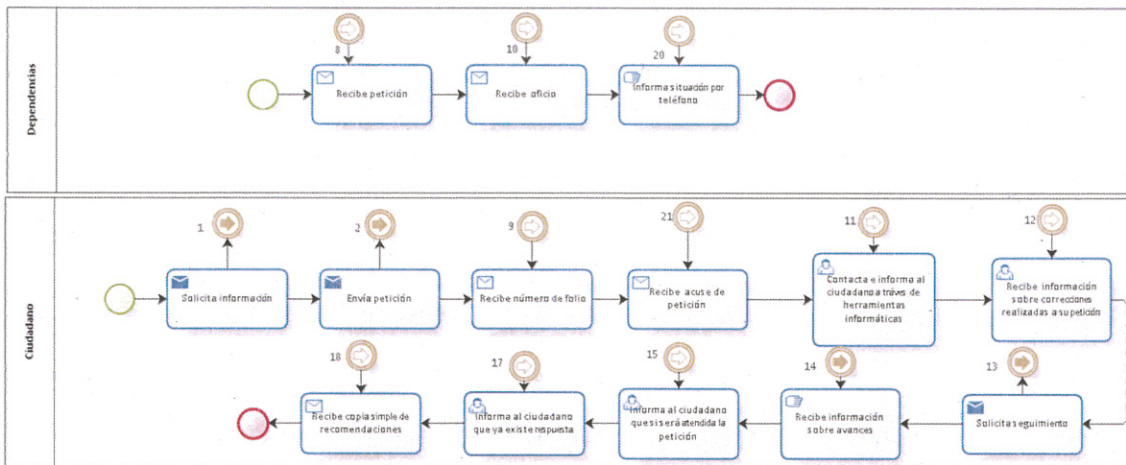 Dependencias
8
10
20
Recibe petición
Recibe oficio
Informa situación por
teléfono
Ciudadano
1
2
9
21
11
12
Solicita información
Envía petición
Recibe número de folio
Recibe acuse de
petición
Contacta e informa al
ciudadano a tráves de
herramientas
informáticas
Recibe información
sobre correcciones
realizadas a su petición
18
17
15
14
13
Recibe copia simple de
recomendaciones
Informa al ciudadano
que ya existe respuesta
Informa al ciudadano
que si será atendida la
petición
Recibe información
sobre avances
Solicita seguimiento